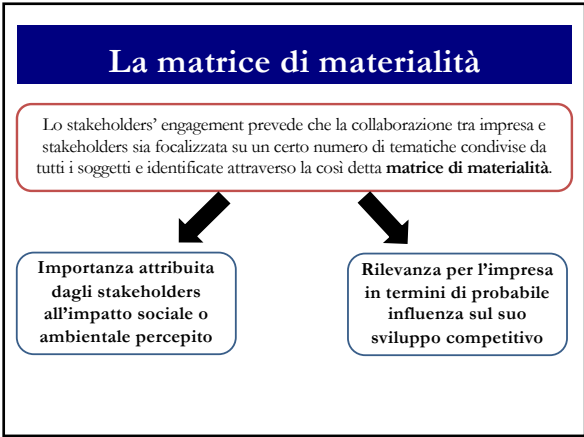 La matrice di materialità
Lo stakeholders' engagement prevede che la collaborazione tra impresa e
stakeholders sia focalizzata su un certo numero di tematiche condivise da
tutti i soggetti e identificate attraverso la così detta matrice di materialità.
Importanza attribuita
dagli stakeholders
all'impatto sociale o
ambientale percepito
Rilevanza per l'impresa
in termini di probabile
influenza sul suo
sviluppo competitivo